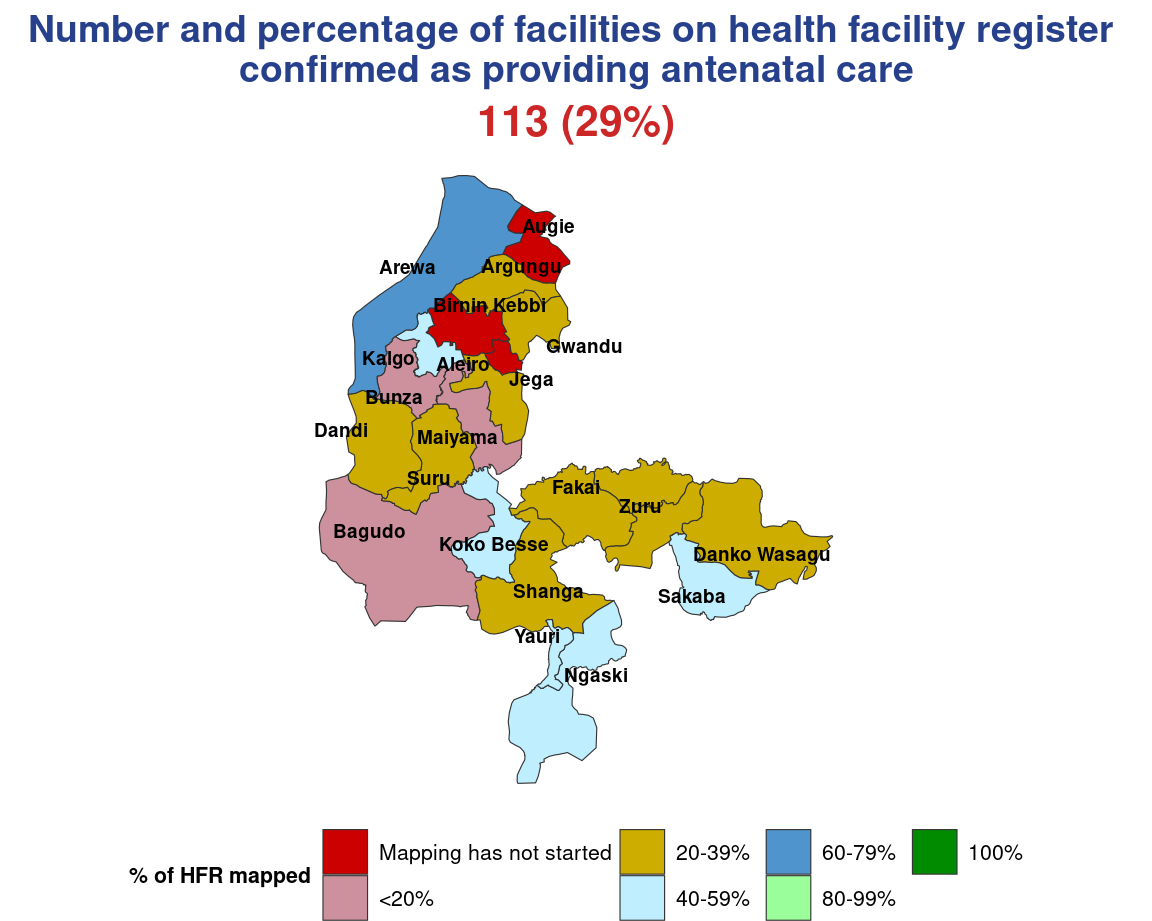 Number and percentage of facilities on health facility register
confirmed as providing antenatal care
113 (29%)
Augie
Arewa
Argungu
Birnin Kebbi
Gwandu
Kalgo
Aleiro
Jega
Bunza
Dandi
Maiyama
Suru
Fakai
Zuru
Bagudo
Koko Besse
Danko Wasagu
Shanga
Sakaba
Yauri
Ngaski
% of HFR mapped
Mapping has not started
<20%
20-39%
40-59%
60-79%
80-99%
100%